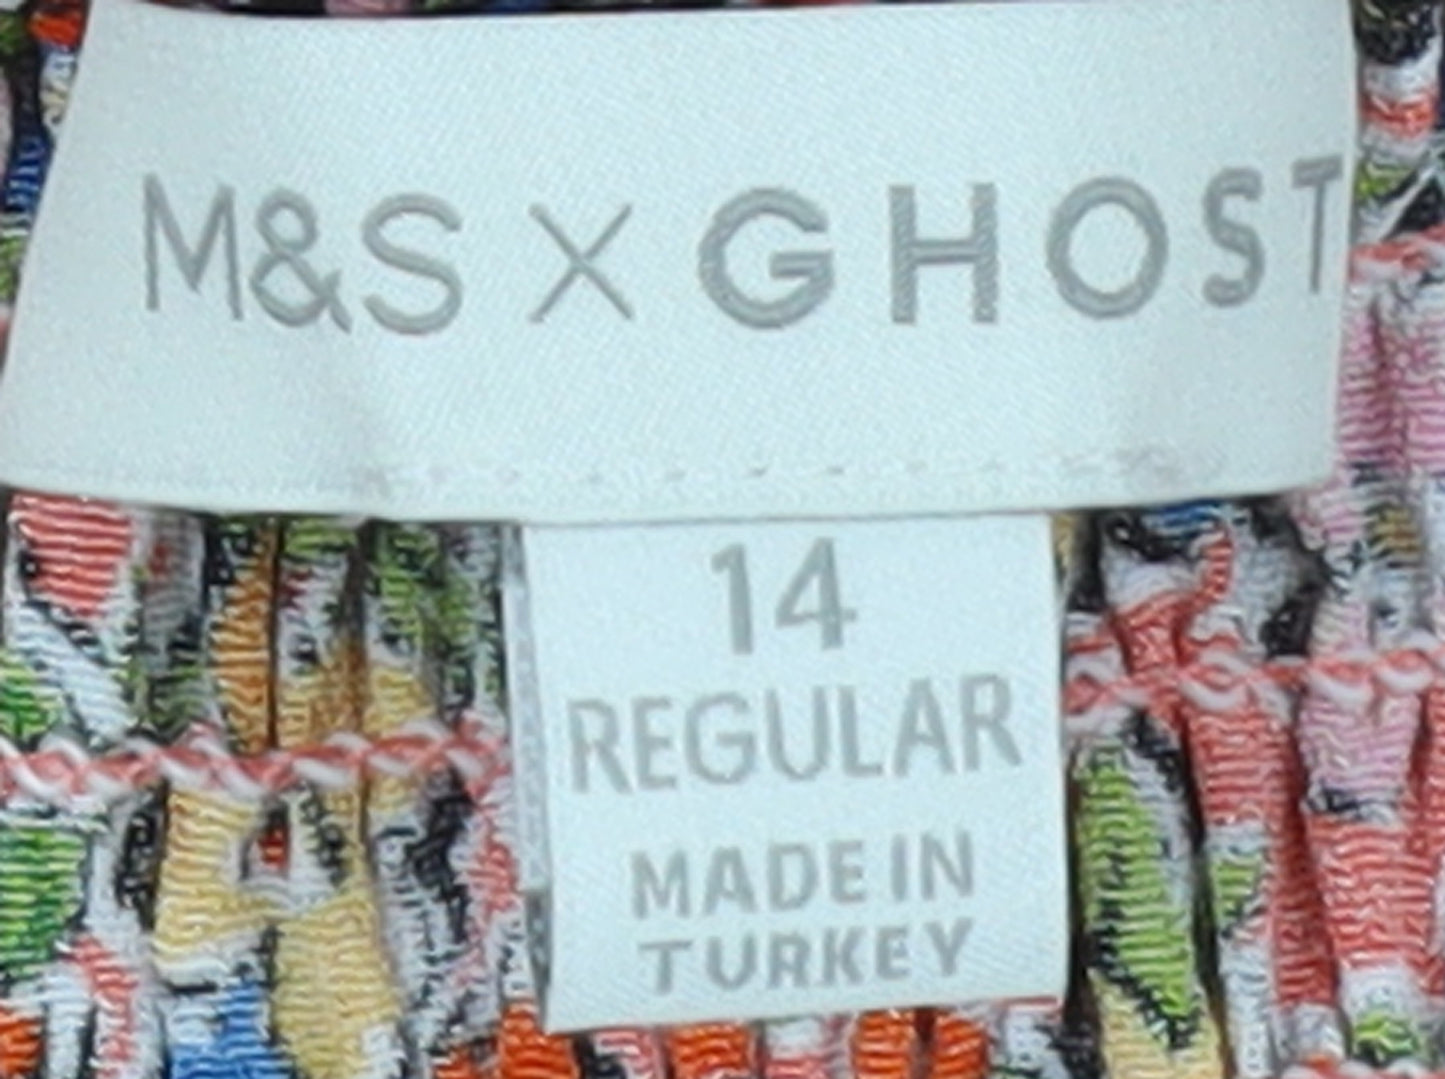 M&S X GHOST
14
REGULAR
MADE IN
TURKEY